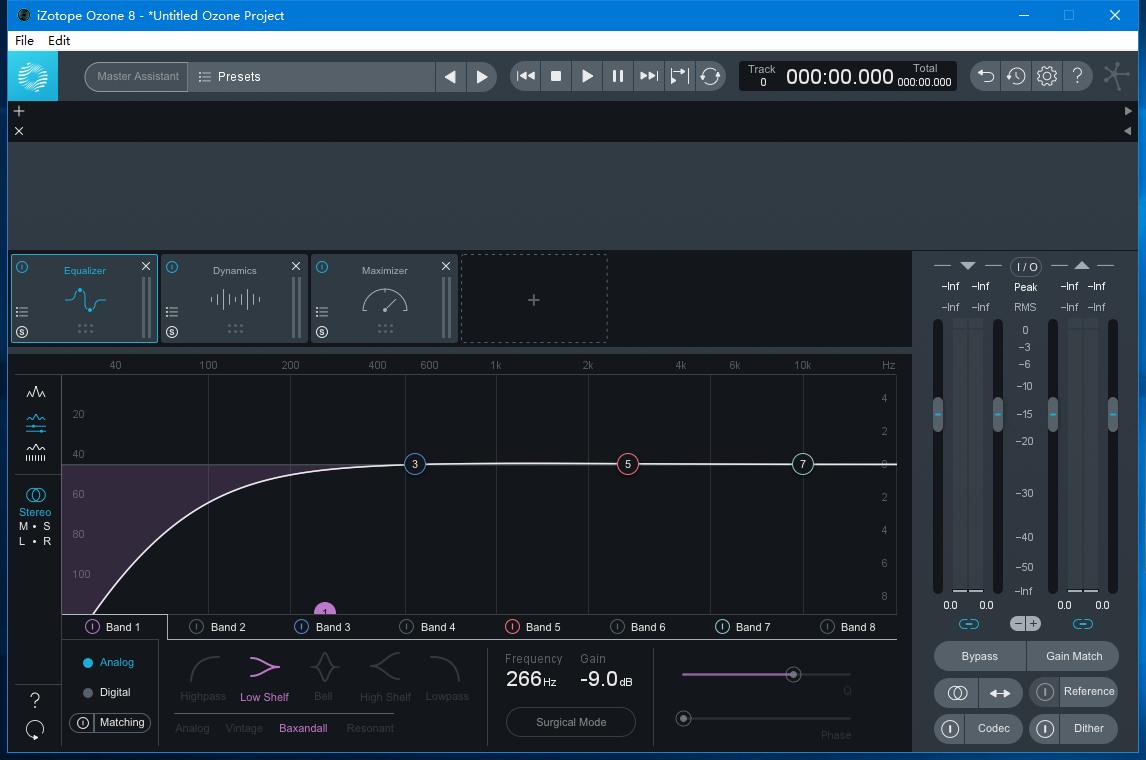 iZotope Ozone 8 - *Untitled Ozone Project
File Edit
Master Assistant Presets Track 0 000:00.000 Total 000:00.000 ?
Equalizer Dynamics Maximizer
S S S
+
I / O
-Inf -Inf Peak -Inf -Inf
-Inf -Inf RMS -Inf -Inf
0
-3
-6
-10
-15
-20
-30
-40
-50
-Inf
0.0 0.0 0.0 0.0
40 100 200 400 600 1k 2k 4k 6k 10k Hz
20
40
60
80
100
4
2
0
2
4
6
8
3 5 7
1
Stereo
M • S
L • R
?
Band 1 Band 2 Band 3 Band 4 Band 5 Band 6 Band 7 Band 8
Analog
Digital
Matching
Highpass Low Shelf Bell High Shelf Lowpass
Analog Vintage Baxandall Resonant
Frequency Gain
266 Hz -9.0 dB
Surgical Mode
Q
Phase
Bypass Gain Match
Reference
Codec Dither